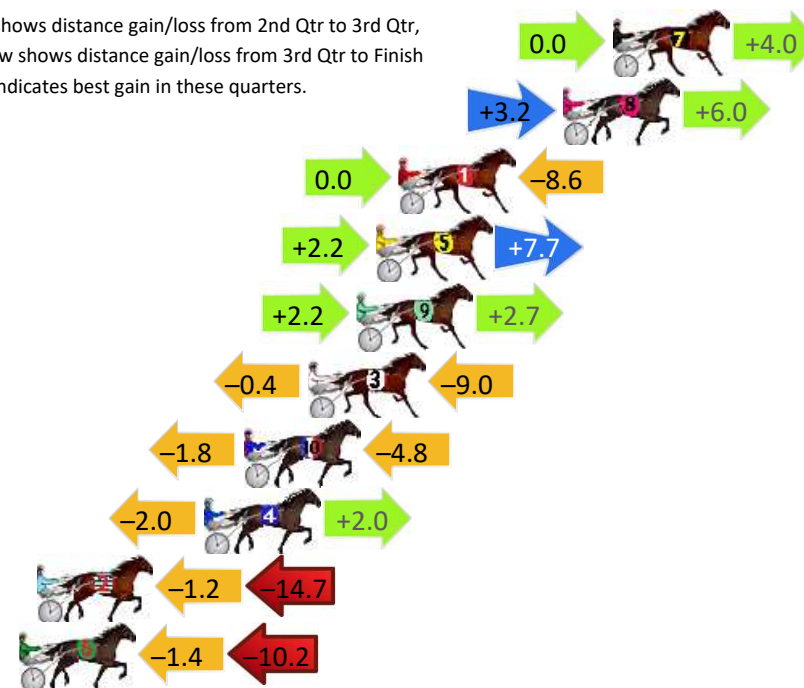 hows distance gain/loss from 2nd Qtr to 3rd Qtr,
w shows distance gain/loss from 3rd Qtr to Finish
ndicates best gain in these quarters.
0.0 7 +4.0
+3.2 8 +6.0
0.0 1 –8.6
+2.2 5 +7.7
+2.2 9 +2.7
–0.4 3 –9.0
–1.8 10 –4.8
–2.0 4 +2.0
2 –1.2 –14.7
6 –1.4 –10.2